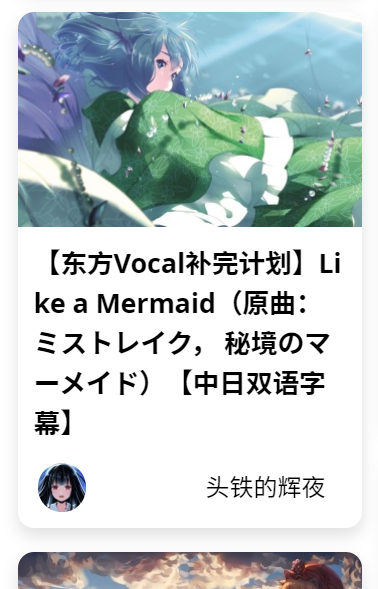 【东方Vocal补完计划】Li
ke a Mermaid（原曲：
ミストレイク， 秘境のマ
ーメイド）【中日双语字
幕】
头铁的辉夜